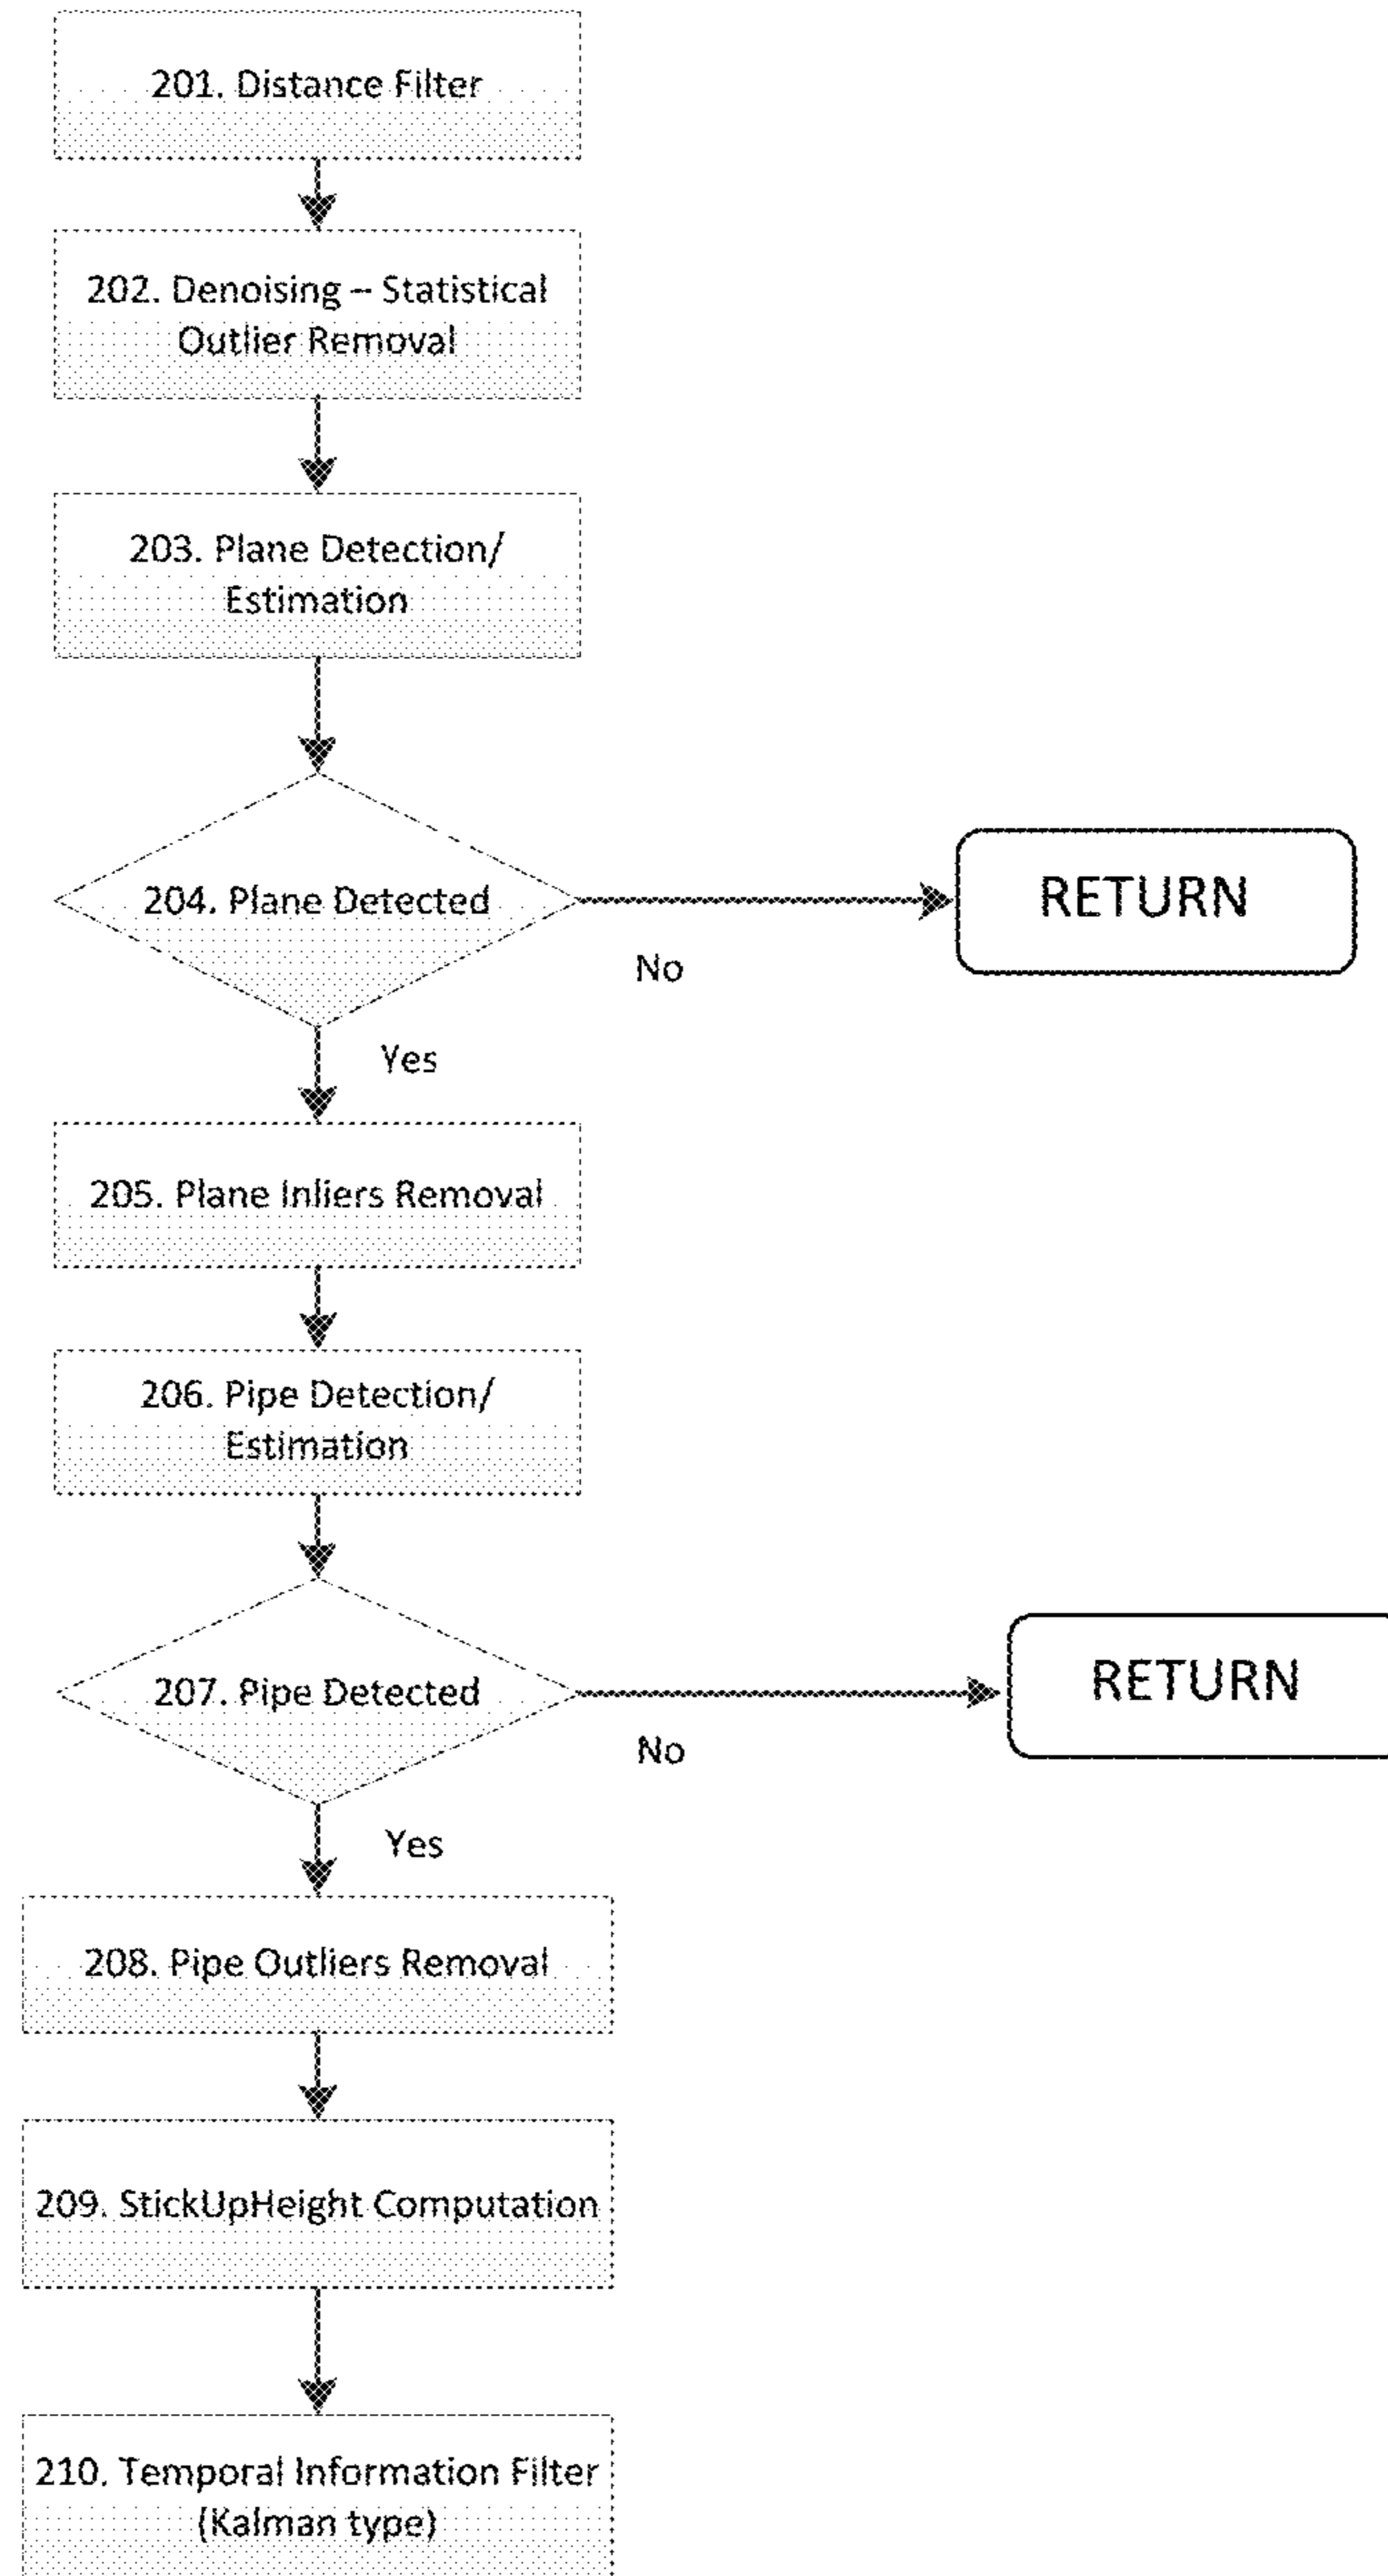 201. Distance Filter
202. Denoising – Statistical
Outlier Removal
203. Plane Detection/
Estimation
204. Plane Detected
RETURN
No
Yes
205. Plane Inliers Removal
206. Pipe Detection/
Estimation
207. Pipe Detected
RETURN
No
Yes
208. Pipe Outliers Removal
209. StickUpHeight Computation
210. Temporal Information Filter
(Kalman type)